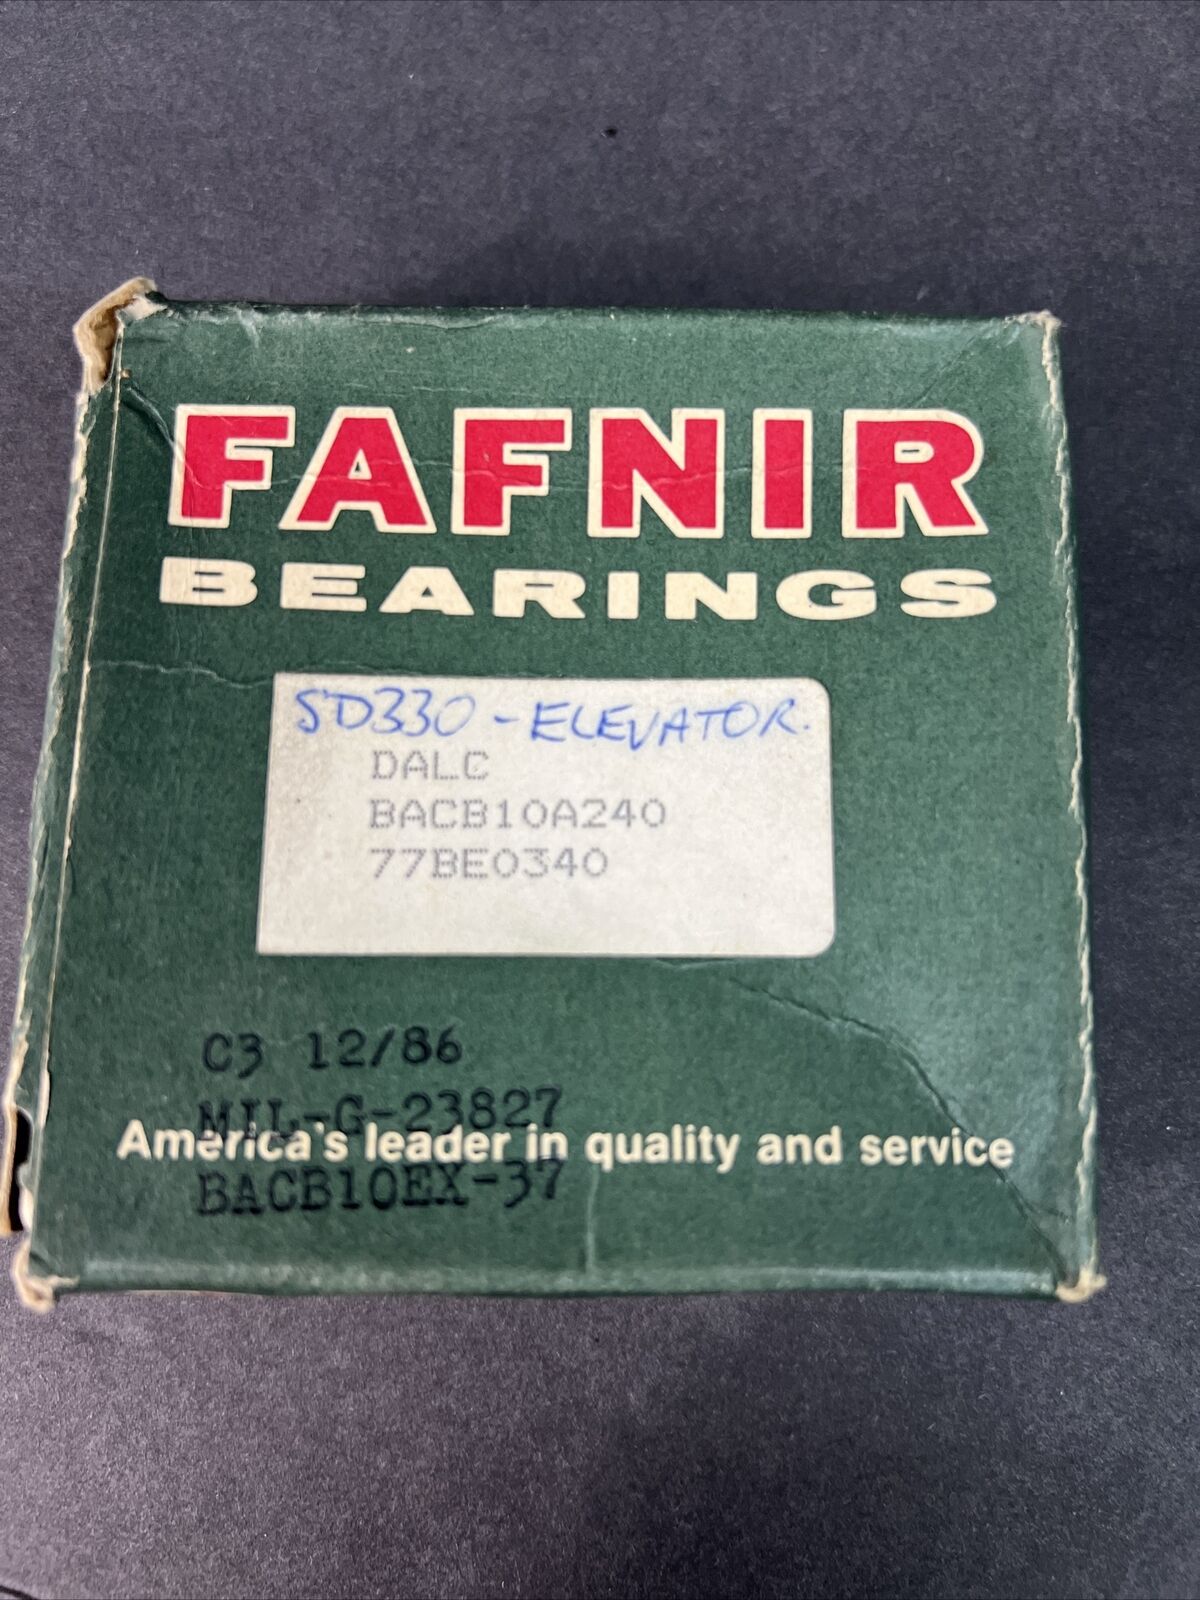 FAFNIR
BEARINGS
SD330 - ELEVATOR.
DALC
BACB10A240
77BE0340
C3 12/86
MIL-G-23827
America's leader in quality and service
BACB10EX-37